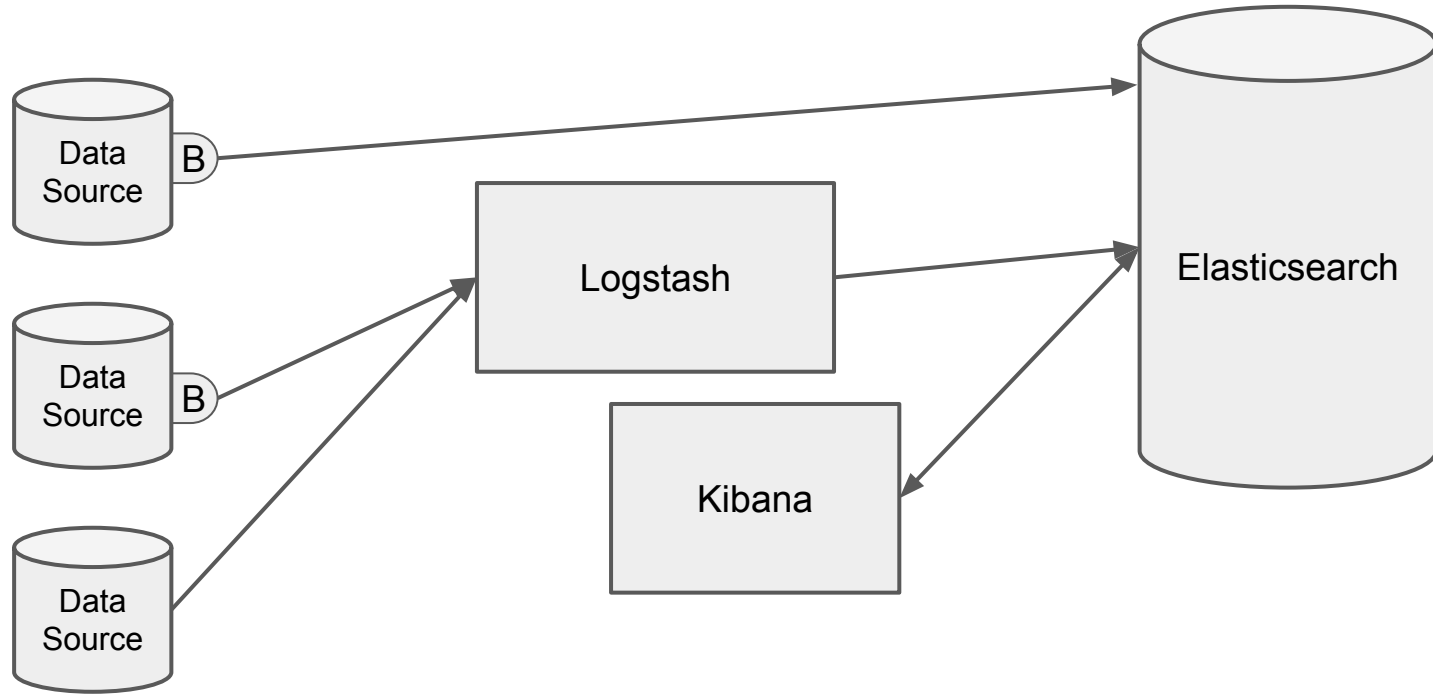 Data
Source
B
Logstash
Elasticsearch
Data
Source
B
Kibana
Data
Source